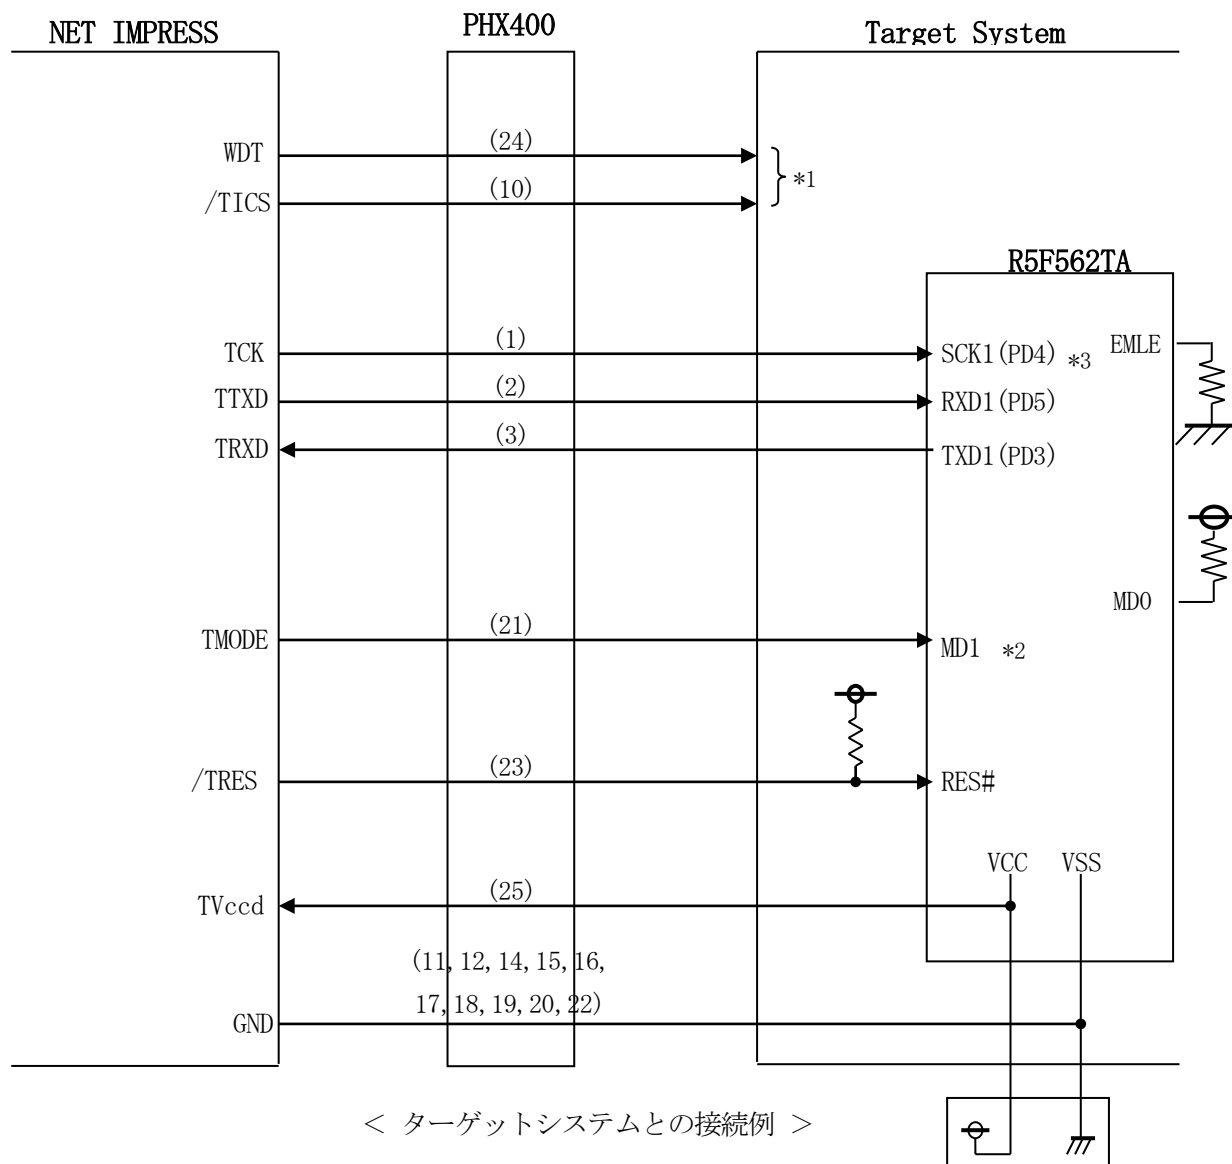 NET IMPRESS
PHX400
Target System
WDT
(24)
*1
/TICS
(10)
R5F562TA
TCK
(1)
SCK1(PD4) *3
EMLE
TTXD
(2)
RXD1(PD5)
TRXD
(3)
TXD1(PD3)
MD0
TMODE
(21)
MD1 *2
/TRES
(23)
RES#
VCC
VSS
TVccd
(25)
(11,12,14,15,16,
17,18,19,20,22)
GND
< ターゲットシステムとの接続例 >